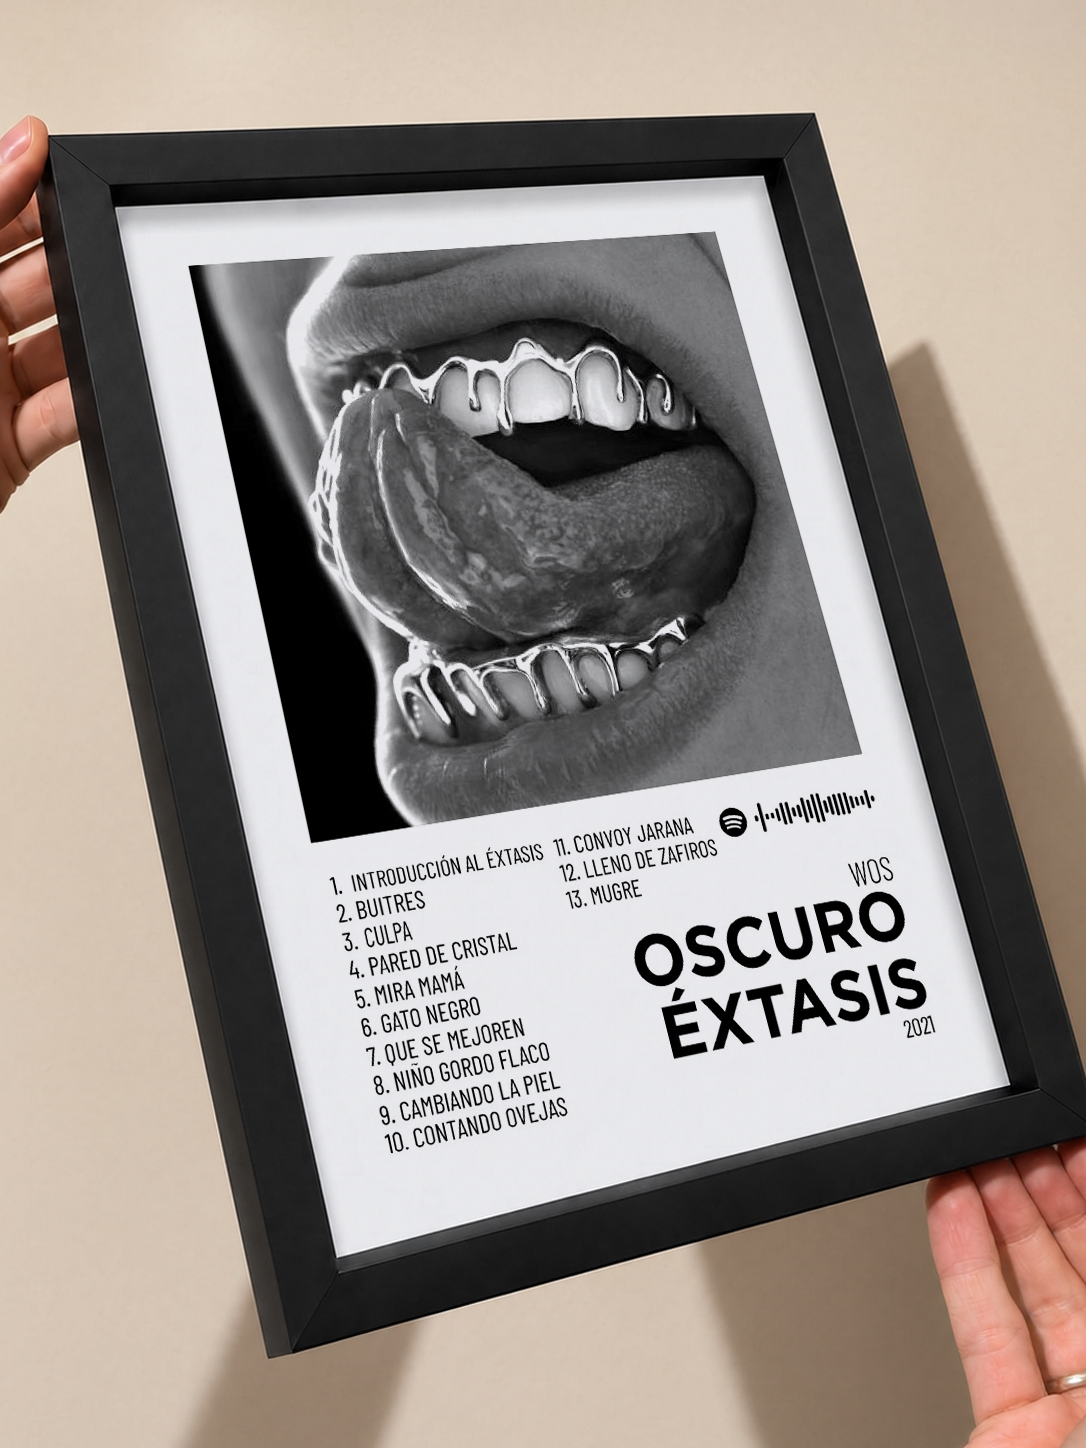 1. INTRODUCCIÓN AL ÉXTASIS
2. BUITRES
3. CULPA
4. PARED DE CRISTAL
5. MIRA MAMÁ
6. GATO NEGRO
7. QUE SE MEJOREN
8. NIÑO GORDO FLACO
9. CAMBIANDO LA PIEL
10. CONTANDO OVEJAS
11. CONVOY JARANA
12. LLENO DE ZAFIROS
13. MUGRE
WOS
OSCURO
ÉXTASIS
2021